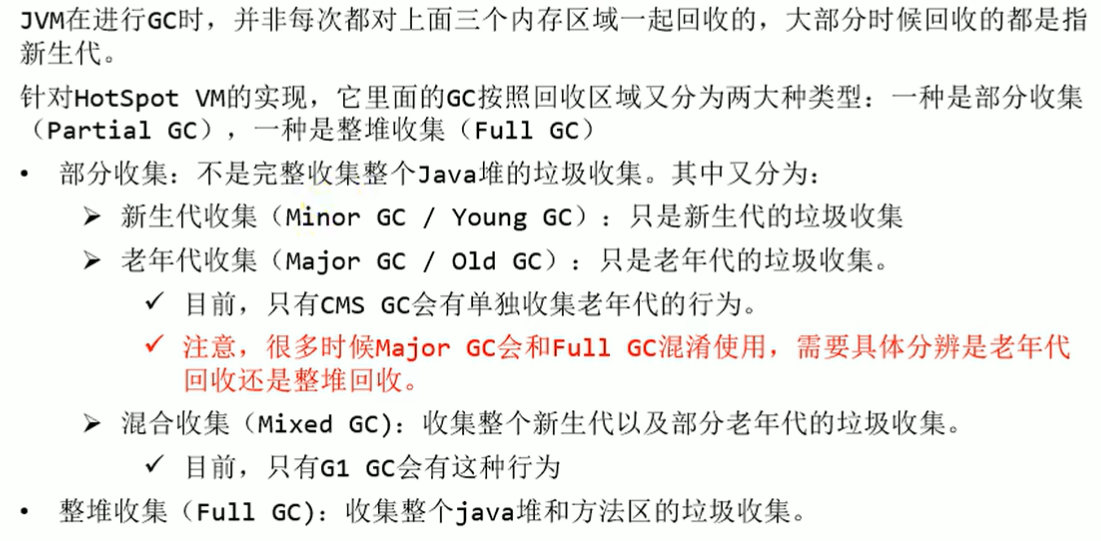 JVM在进行GC时，并非每次都对上面三个内存区域一起回收的，大部分时候回收的都是指
新生代。
针对HotSpot VM的实现，它里面的GC按照回收区域又分为两大种类型：一种是部分收集
（Partial GC），一种是整堆收集（Full GC）
• 部分收集：不是完整收集整个Java堆的垃圾收集。其中又分为：
➢ 新生代收集（Minor GC / Young GC）：只是新生代的垃圾收集
➢ 老年代收集（Major GC / Old GC）：只是老年代的垃圾收集。
✓ 目前，只有CMS GC会有单独收集老年代的行为。
✓ 注意，很多时候Major GC会和Full GC混淆使用，需要具体分辨是老年代
回收还是整堆回收。
➢ 混合收集（Mixed GC)：收集整个新生代以及部分老年代的垃圾收集。
✓ 目前，只有G1 GC会有这种行为
• 整堆收集（Full GC)：收集整个java堆和方法区的垃圾收集。